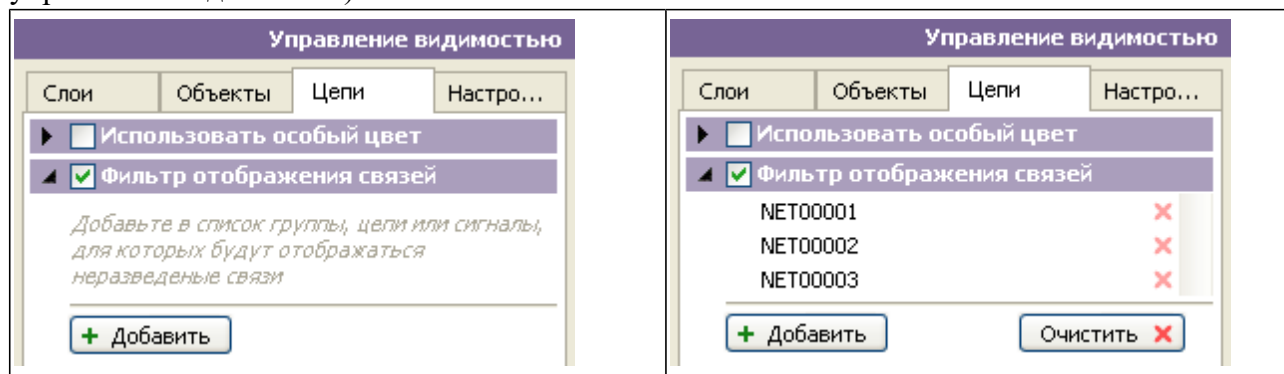 Управление видимостью
Слои Объекты Цепи Настро...
Использовать особый цвет
Фильтр отображения связей
Добавьте в список группы, цепи или сигналы,
для которых будут отображаться
неразведеные связи
+ Добавить
Управление видимостью
Слои Объекты Цепи Настро...
Использовать особый цвет
Фильтр отображения связей
NET00001
NET00002
NET00003
+ Добавить Очистить